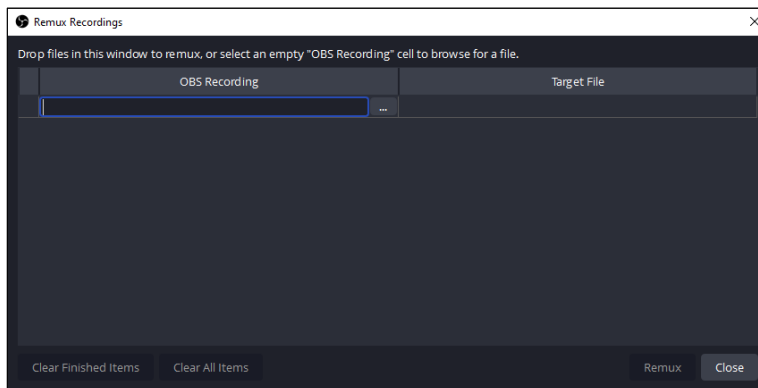 Remux Recordings
Drop files in this window to remux, or select an empty "OBS Recording" cell to browse for a file.
OBS Recording Target File
...
Clear Finished Items Clear All Items Remux Close